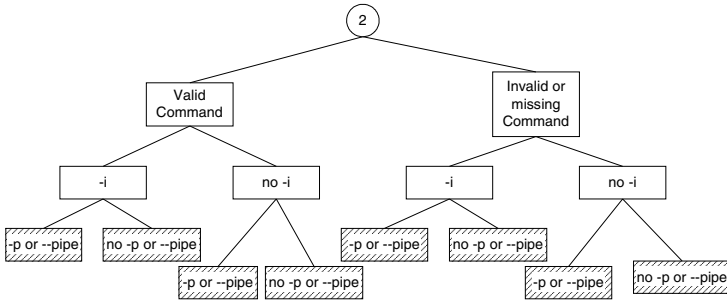 2
Valid
Command
Invalid or
missing
Command
-i
no -i
-i
no -i
-p or --pipe
no -p or --pipe
-p or --pipe
no -p or --pipe
-p or --pipe
no -p or --pipe
-p or --pipe
no -p or --pipe